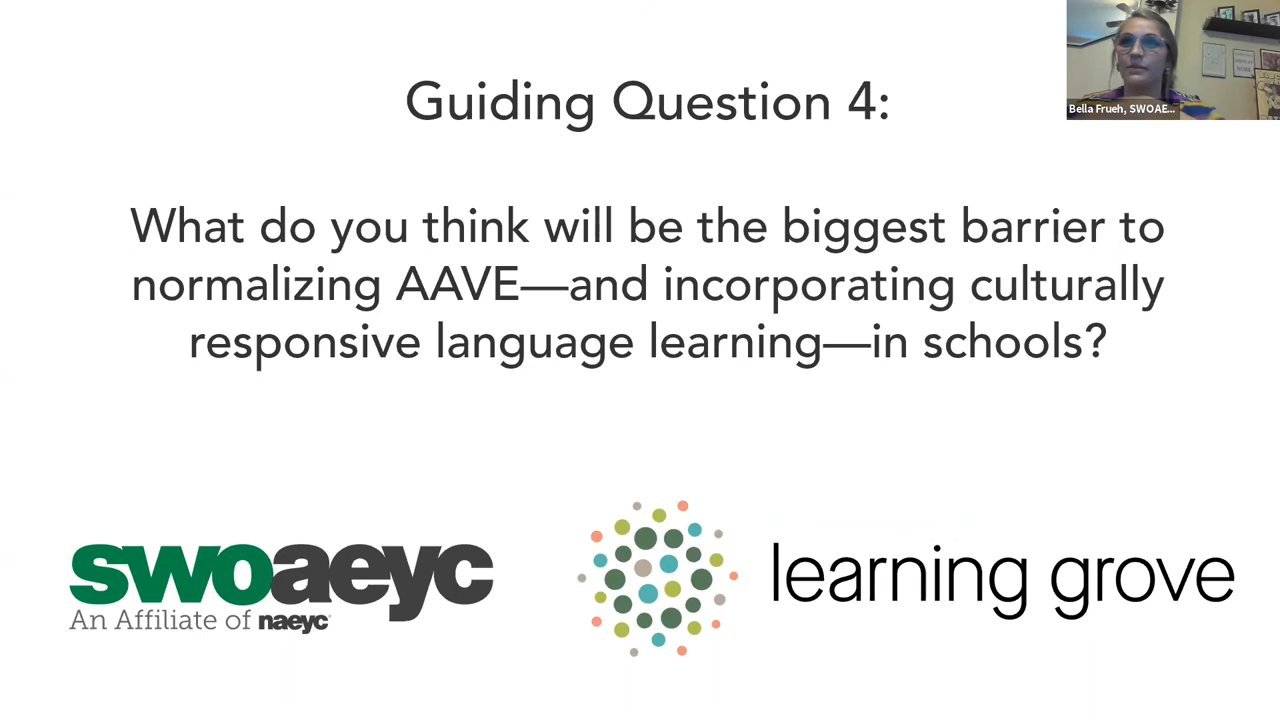 Bella Frueh, SWOAE...
Guiding Question 4:
What do you think will be the biggest barrier to
normalizing AAVE—and incorporating culturally
responsive language learning—in schools?
swoaeyc
An Affiliate of naeyc
learning grove